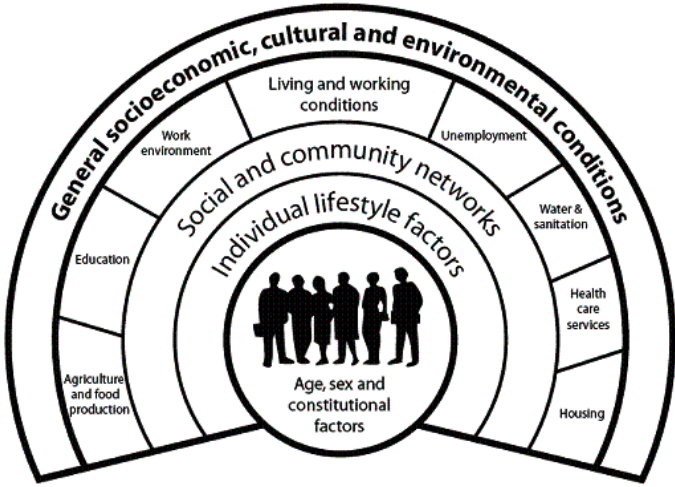 General socioeconomic, cultural and environmental conditions
Living and working
conditions
Work
environment
Unemployment
Education
Water &
sanitation
Agriculture
and food
production
Health
care
services
Housing
Social and community networks
Individual lifestyle factors
Age, sex and
constitutional
factors